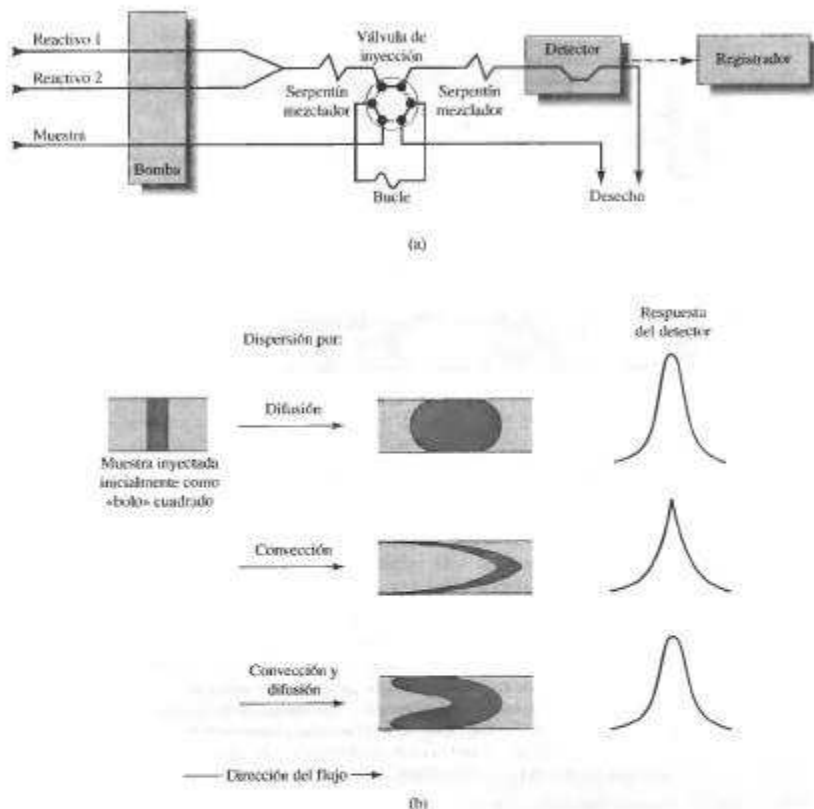 Reactivo 1
Reactivo 2
Muestra
Bomba
Serpentín
mezclador
Válvula de
inyección
Bucle
Serpentín
mezclador
Detector
Registrador
Desecho
(a)
Dispersión por:
Respuesta
del detector
Muestra inyectada
inicialmente como
«bolo» cuadrado
Difusión
Convección
Convección y
difusión
Dirección del flujo
(b)